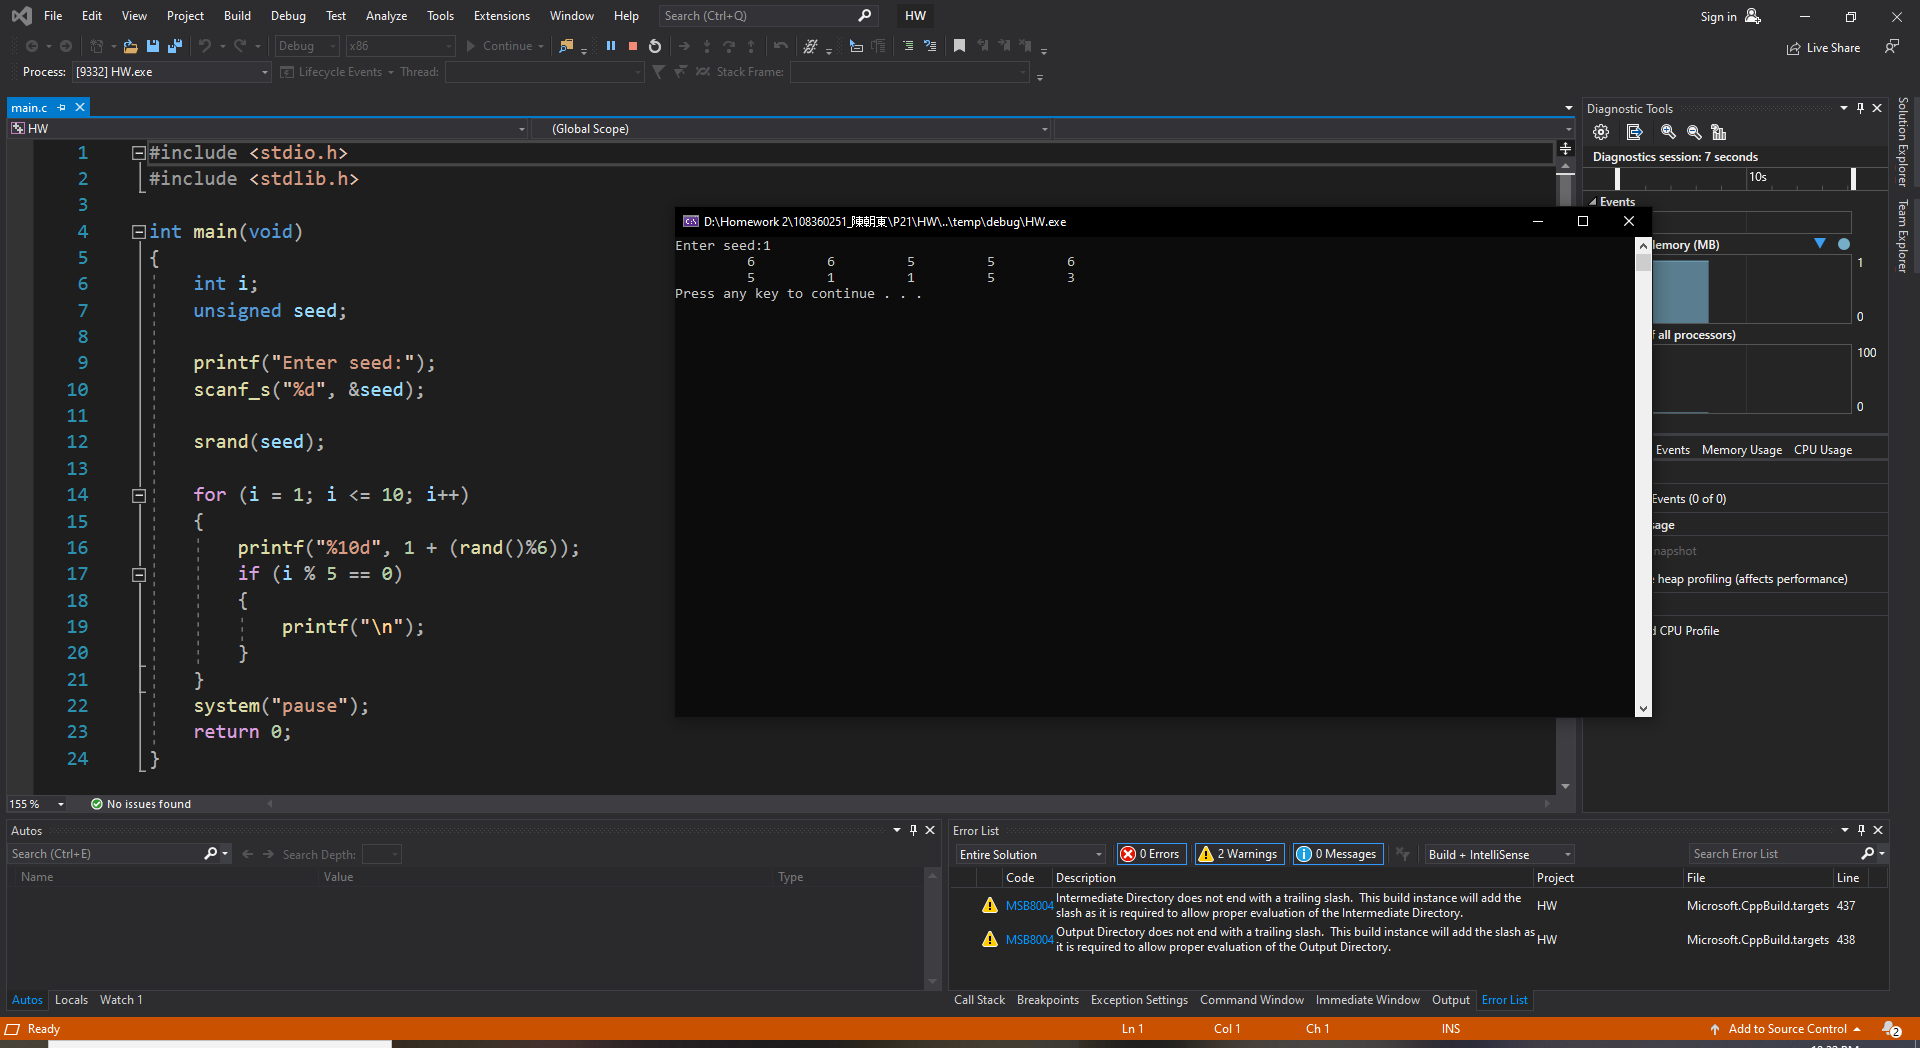 File Edit View Project Build Debug Test Analyze Tools Extensions Window Help Search (Ctrl+Q) HW Sign in
Debug x86 Continue Live Share
Process: [9332] HW.exe Lifecycle Events Thread: Stack Frame:
main.c
HW (Global Scope)
1 #include <stdio.h>
2 #include <stdlib.h>
3
4 int main(void)
5 {
6 int i;
7 unsigned seed;
8
9 printf("Enter seed:");
10 scanf_s("%d", &seed);
11
12 srand(seed);
13
14 for (i = 1; i <= 10; i++)
15 {
16 printf("%10d", 1 + (rand()%6));
17 if (i % 5 == 0)
18 {
19 printf("\n");
20 }
21 }
22 system("pause");
23 return 0;
24 }
155 % No issues found
D:\Homework 2\108360251_陳朝東\P21\HW\..\temp\debug\HW.exe
Enter seed:1
6 6 5 5 6
5 1 1 5 3
Press any key to continue . . .
Diagnostic Tools
Diagnostics session: 7 seconds
10s
Events
emory (MB)
1
0
f all processors)
100
0
Events Memory Usage CPU Usage
Events (0 of 0)
sage
napshot
e heap profiling (affects performance)
d CPU Profile
Solution Explorer
Team Explorer
Autos
Search (Ctrl+E) Search Depth:
Name Value Type
Autos Locals Watch 1
Error List
Entire Solution 0 Errors 2 Warnings 0 Messages Build + IntelliSense Search Error List
Code Description Project File Line
MSB8004 Intermediate Directory does not end with a trailing slash. This build instance will add the HW Microsoft.CppBuild.targets 437
slash as it is required to allow proper evaluation of the Intermediate Directory.
MSB8004 Output Directory does not end with a trailing slash. This build instance will add the slash as HW Microsoft.CppBuild.targets 438
it is required to allow proper evaluation of the Output Directory.
Call Stack Breakpoints Exception Settings Command Window Immediate Window Output Error List
Ready Ln 1 Col 1 Ch 1 INS Add to Source Control 2